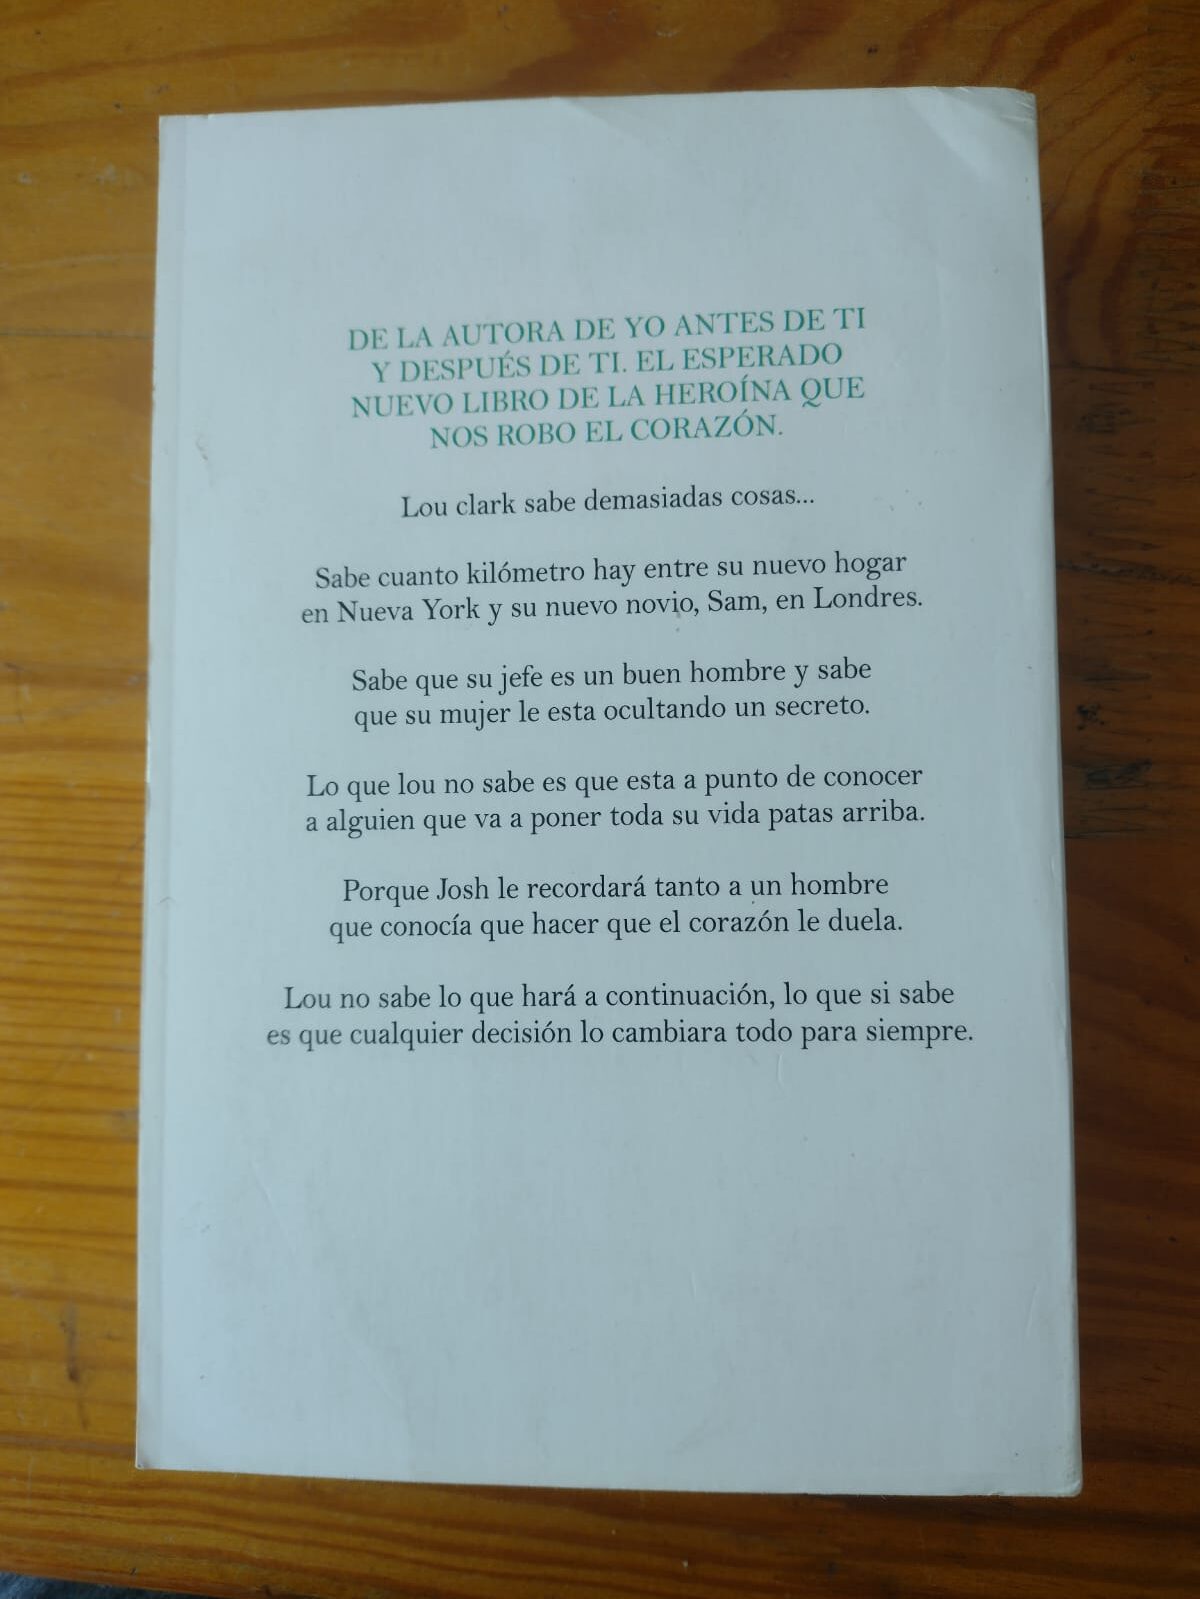 DE LA AUTORA DE YO ANTES DE TI
Y DESPUÉS DE TI. EL ESPERADO
NUEVO LIBRO DE LA HEROÍNA QUE
NOS ROBO EL CORAZÓN.
Lou clark sabe demasiadas cosas...
Sabe cuanto kilómetro hay entre su nuevo hogar
en Nueva York y su nuevo novio, Sam, en Londres.
Sabe que su jefe es un buen hombre y sabe
que su mujer le esta ocultando un secreto.
Lo que lou no sabe es que esta a punto de conocer
a alguien que va a poner toda su vida patas arriba.
Porque Josh le recordará tanto a un hombre
que conocía que hacer que el corazón le duela.
Lou no sabe lo que hará a continuación, lo que si sabe
es que cualquier decisión lo cambiara todo para siempre.